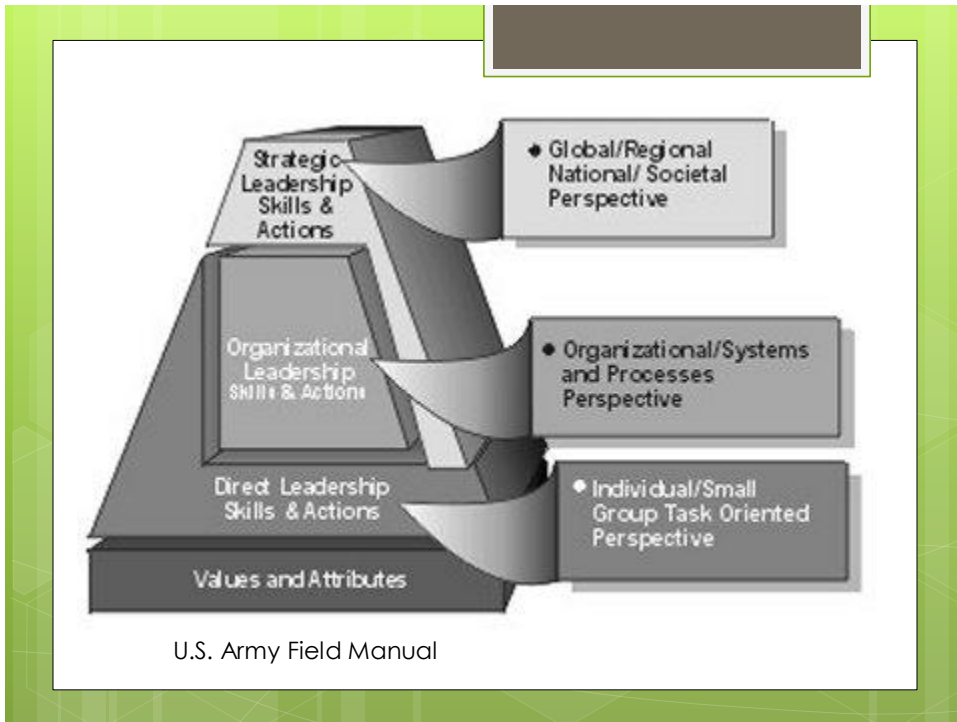 Strategic
Leadership
Skills &
Actions
• Global/Regional
National/ Societal
Perspective
Organizational
Leadership
Skills & Actions
• Organizational/Systems
and Processes
Perspective
Direct Leadership
Skills & Actions
• Individual/Small
Group Task Oriented
Perspective
Values and Attributes
U.S. Army Field Manual